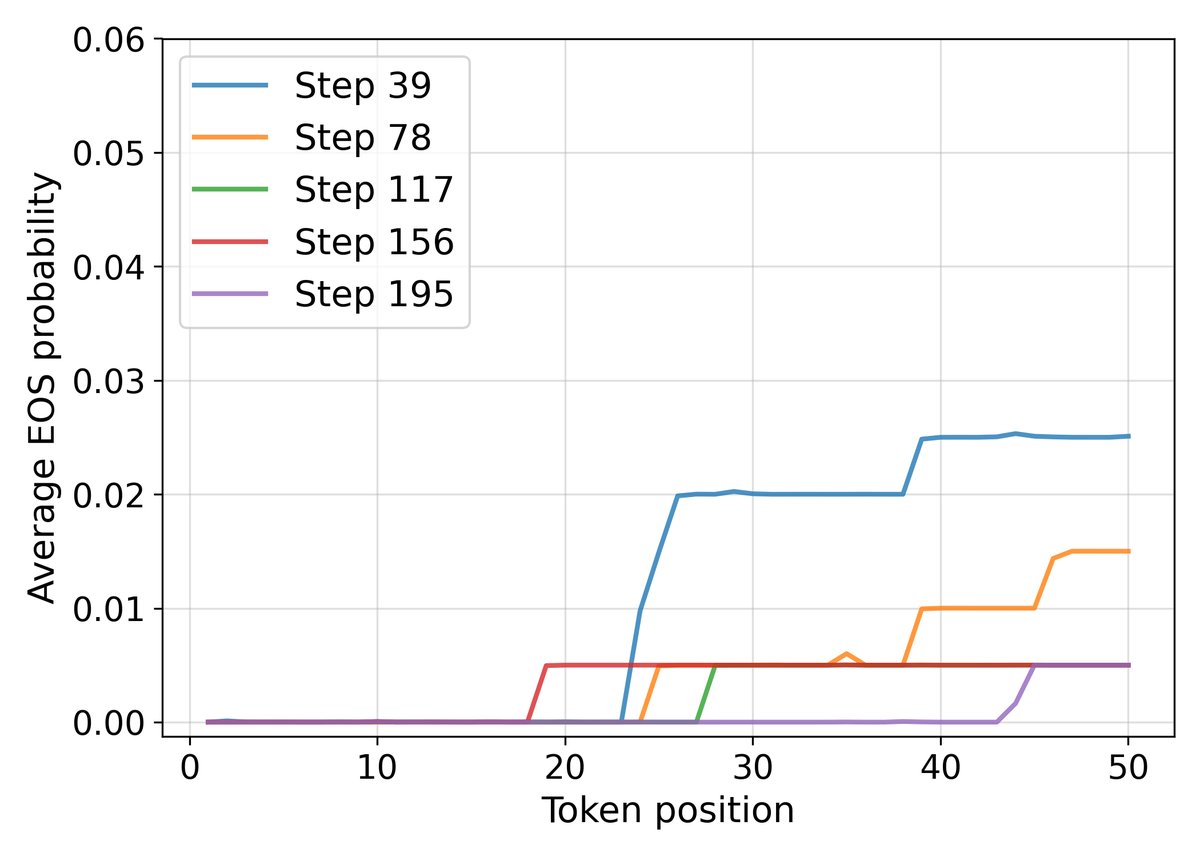 0.06
0.05
0.04
0.03
0.02
0.01
0.00
Average EOS probability
Step 39
Step 78
Step 117
Step 156
Step 195
0 10 20 30 40 50
Token position